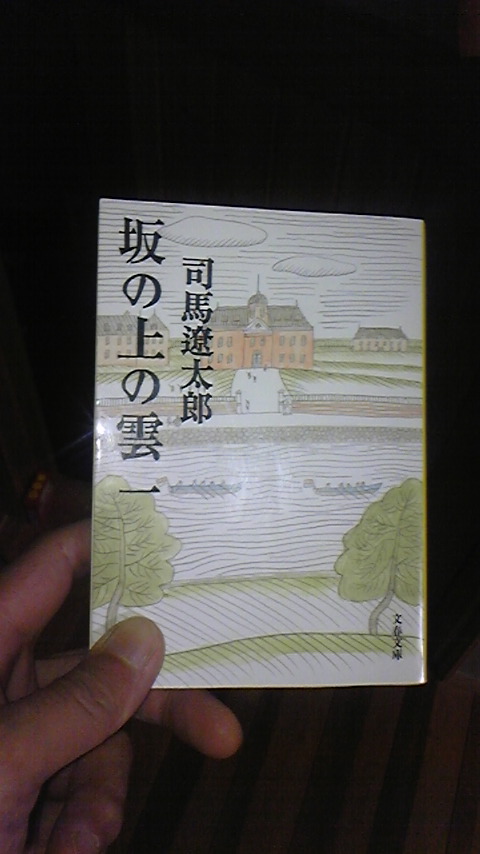 坂の上の雲 一
司馬遼太郎
文春文庫